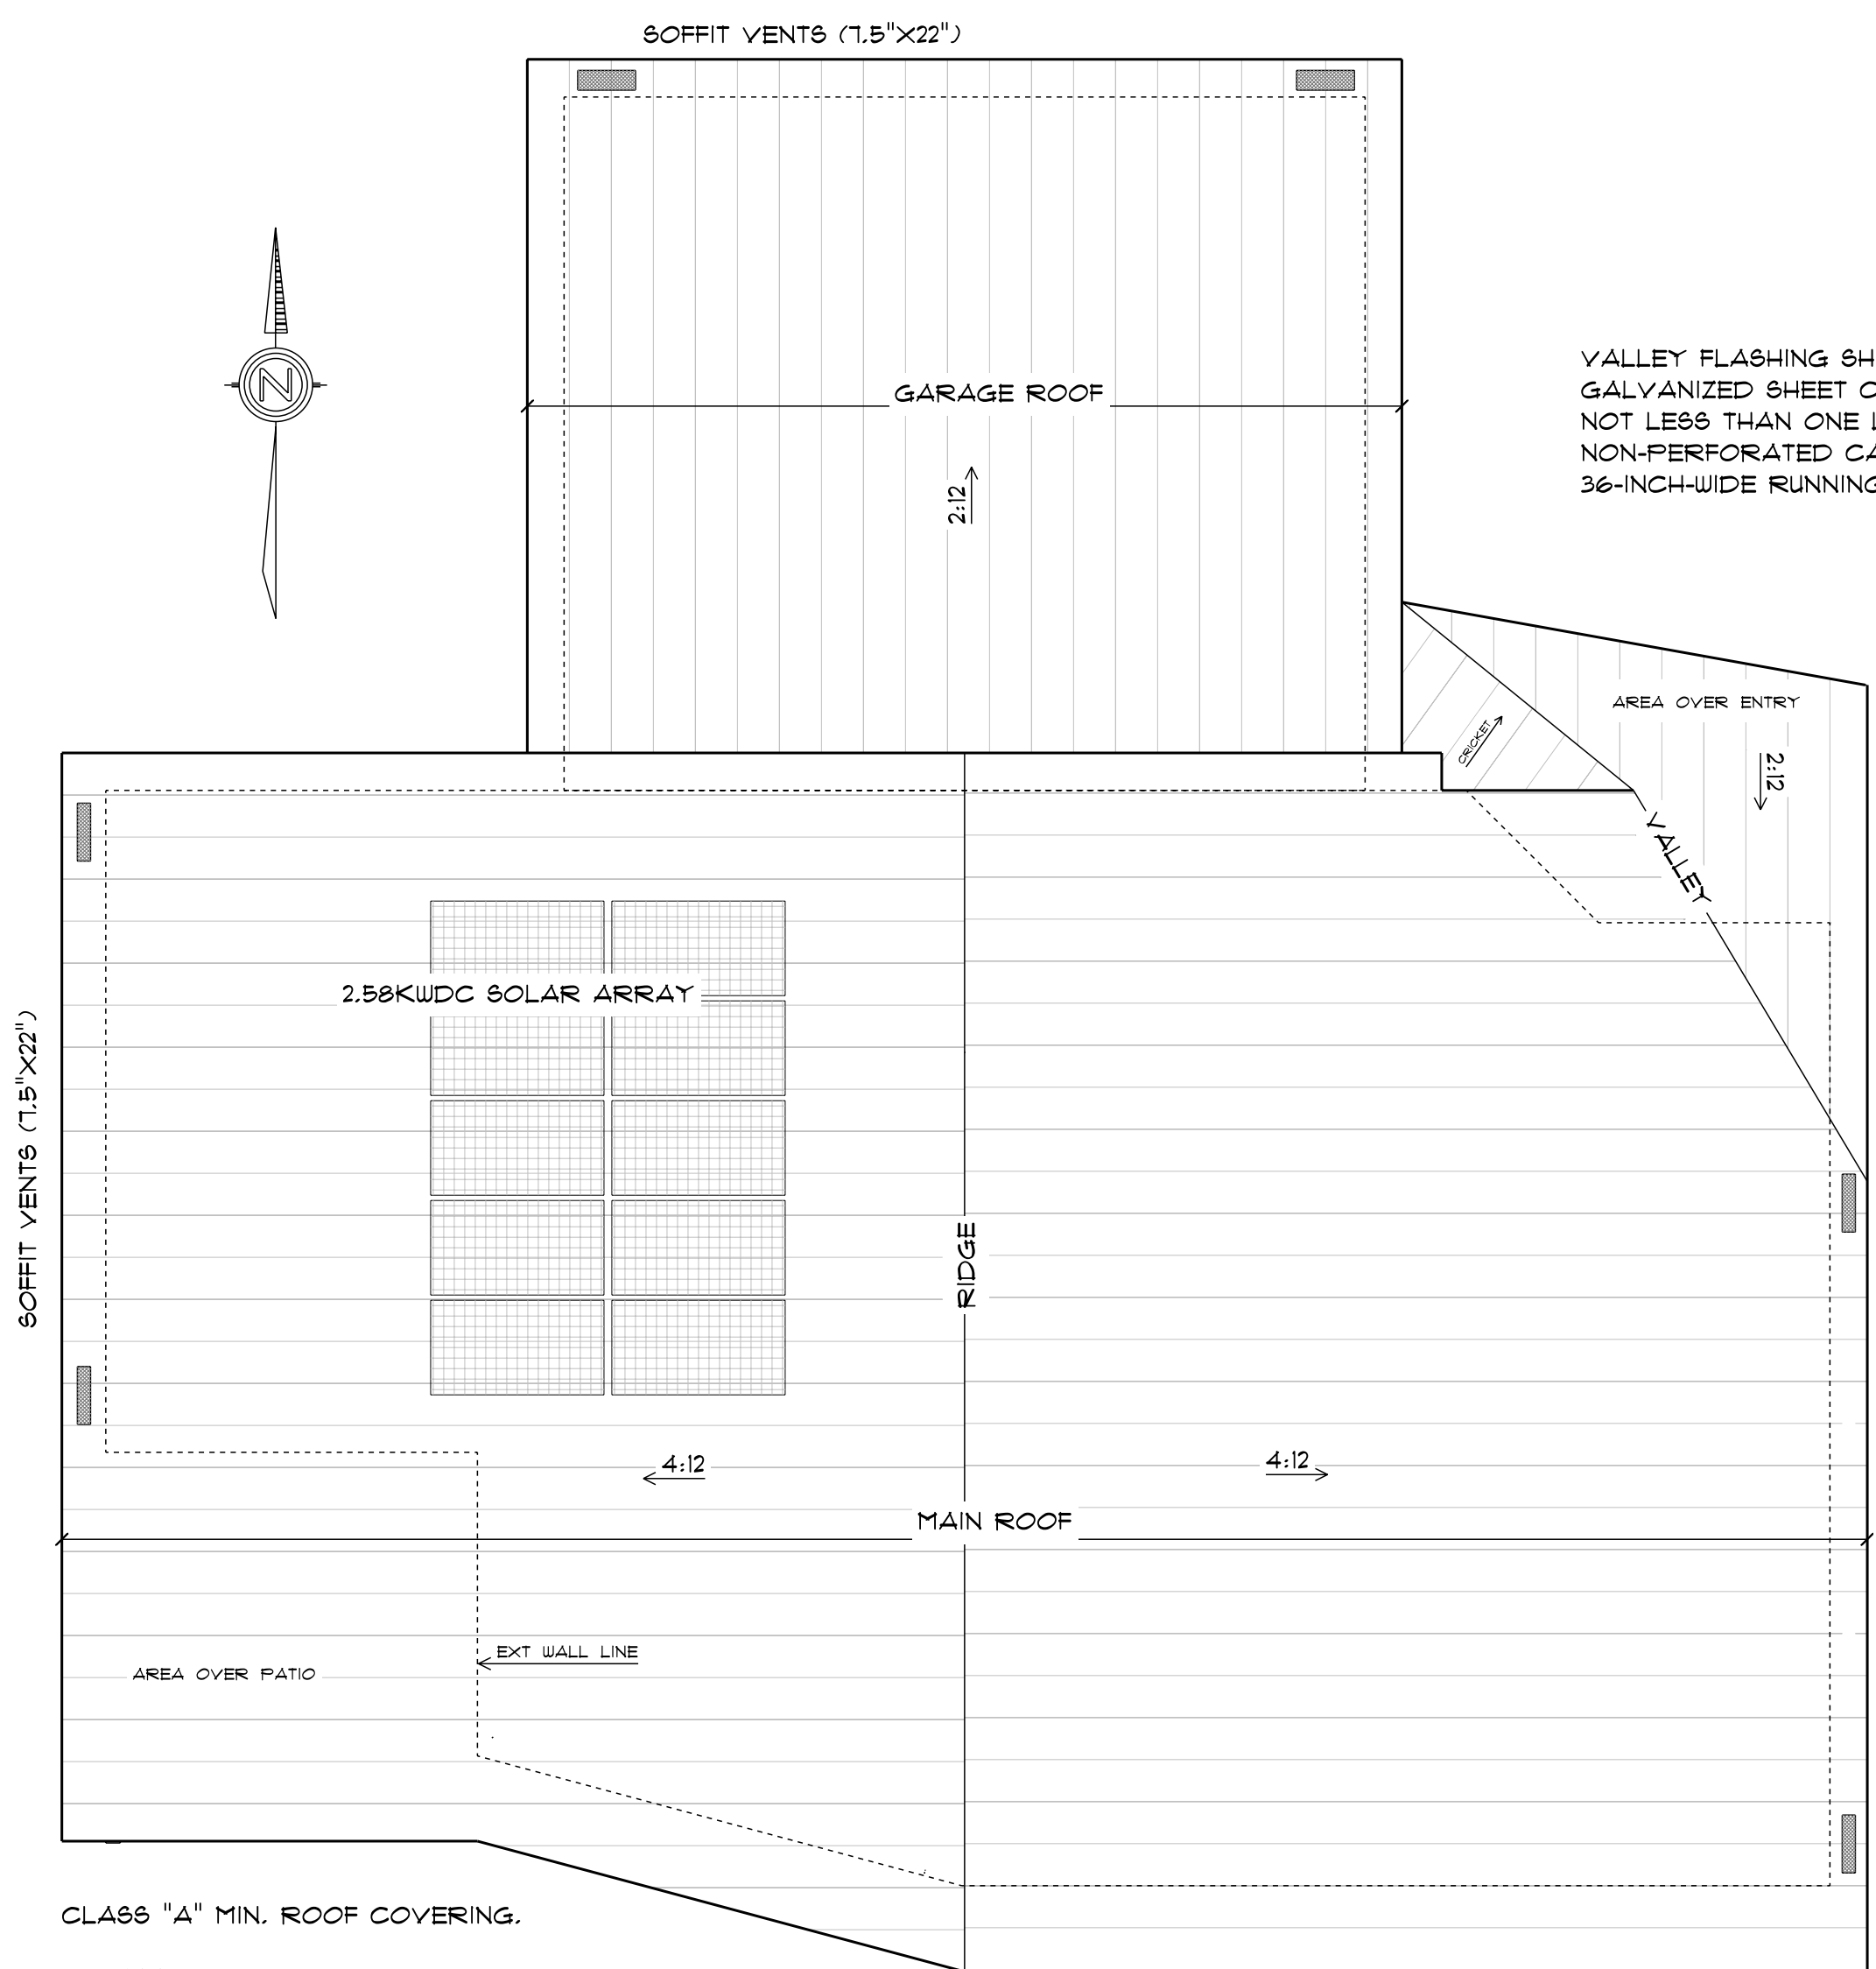 SOFFIT VENTS (7.5"X22")
N
GARAGE ROOF
2:12
VALLEY FLASHING SH
GALVANIZED SHEET
NOT LESS THAN ONE
NON-PERFORATED CA
36-INCH-WIDE RUNNING
AREA OVER ENTRY
CRICKET
2:12
VALLEY
2.58KWDC SOLAR ARRAY
SOFFIT VENTS (7.5"X22")
RIDGE
4:12
4:12
MAIN ROOF
EXT WALL LINE
AREA OVER PATIO
CLASS "A" MIN. ROOF COVERING.